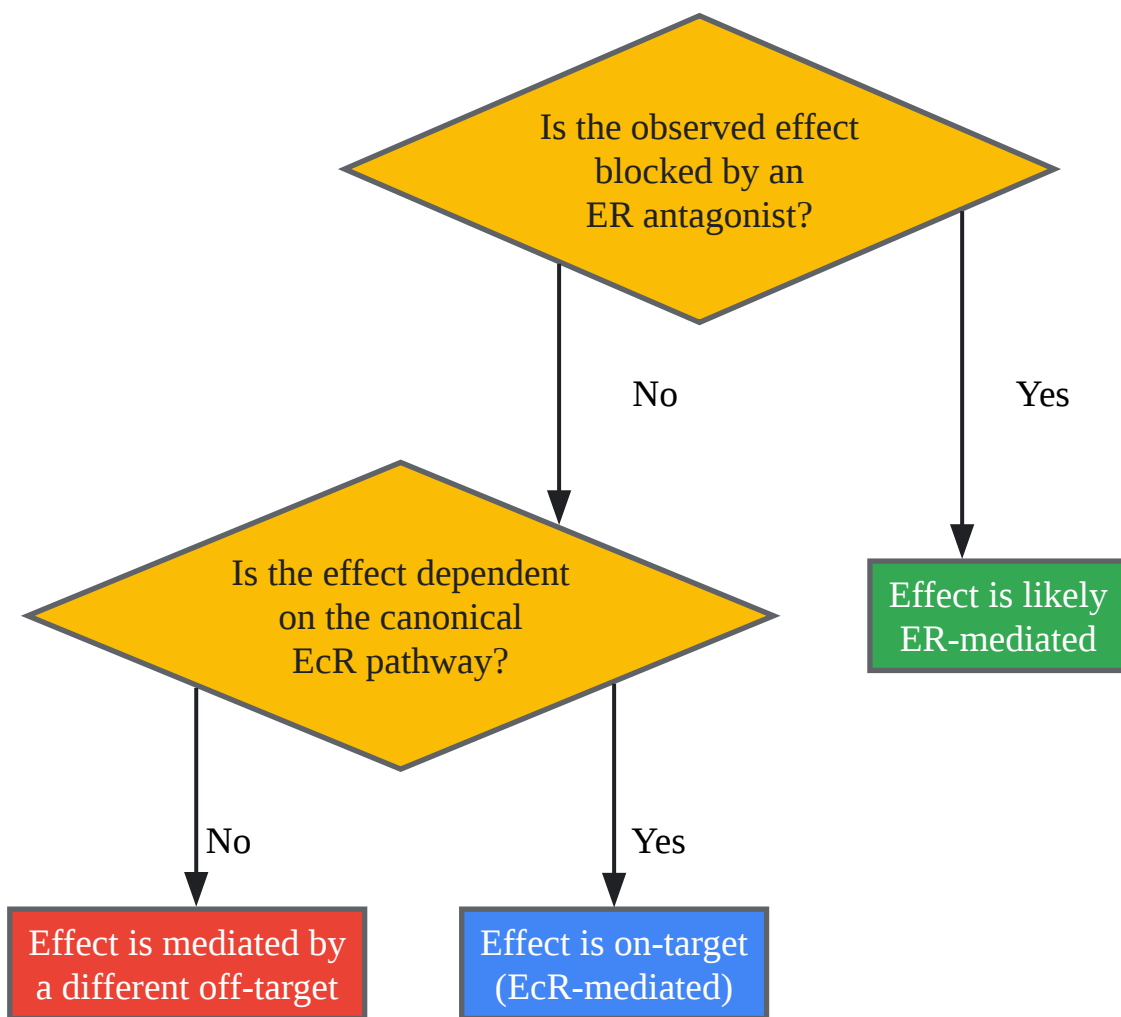 Is the observed effect
blocked by an
ER antagonist?
No
Yes
Is the effect dependent
on the canonical
EcR pathway?
Effect is likely
ER-mediated
No
Yes
Effect is mediated by
a different off-target
Effect is on-target
(EcR-mediated)